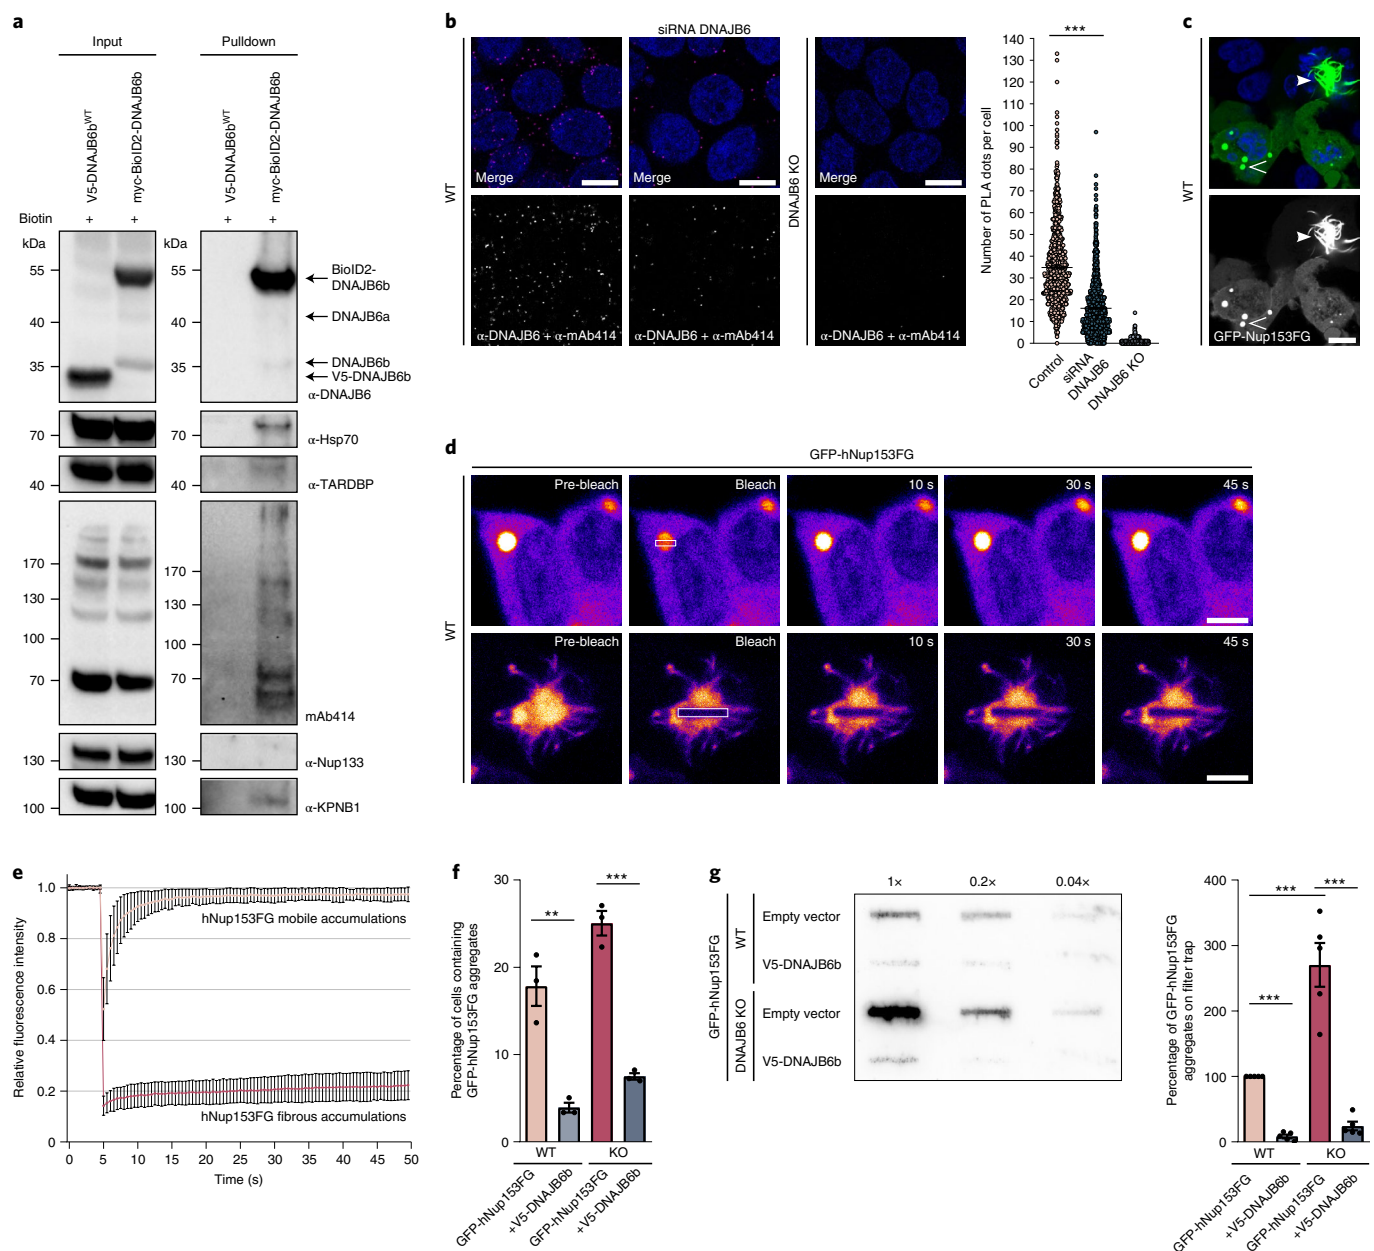 a
Input
Pulldown
V5-DNAJB6bWT
myc-BioID2-DNAJB6b
V5-DNAJB6bWT
myc-BioID2-DNAJB6b
Biotin + + + +
kDa
kDa
55
55
BioID2-
DNAJB6b
40
40
DNAJB6a
35
35
DNAJB6b
V5-DNAJB6b
α-DNAJB6
70
70
α-Hsp70
40
40
α-TARDBP
170
130
100
70
170
130
100
70
mAb414
130
130
α-Nup133
100
100
α-KPNB1
b
siRNA DNAJB6
WT
Merge
Merge
DNAJB6 KO
Merge
α-DNAJB6 + α-mAb414
α-DNAJB6 + α-mAb414
α-DNAJB6 + α-mAb414
Number of PLA dots per cell
***
140
130
120
110
100
90
80
70
60
50
40
30
20
10
0
Control
siRNA
DNAJB6
DNAJB6 KO
c
WT
GFP-Nup153FG
d
GFP-hNup153FG
WT
Pre-bleach
Bleach
10 s
30 s
45 s
Pre-bleach
Bleach
10 s
30 s
45 s
e
Relative fluorescence intensity
1.0
0.8
0.6
0.4
0.2
0
hNup153FG mobile accumulations
hNup153FG fibrous accumulations
0 5 10 15 20 25 30 35 40 45 50
Time (s)
f
Percentage of cells containing
GFP-hNup153FG aggregates
30
20
10
0
**
***
WT
KO
GFP-hNup153FG
+V5-DNAJB6b
GFP-hNup153FG
+V5-DNAJB6b
g
1×
0.2×
0.04×
GFP-hNup153FG
WT
Empty vector
V5-DNAJB6b
DNAJB6 KO
Empty vector
V5-DNAJB6b
Percentage of GFP-hNup153FG
aggregates on filter trap
400
300
200
100
0
***
***
***
WT
KO
GFP-hNup153FG
+V5-DNAJB6b
GFP-hNup153FG
+V5-DNAJB6b